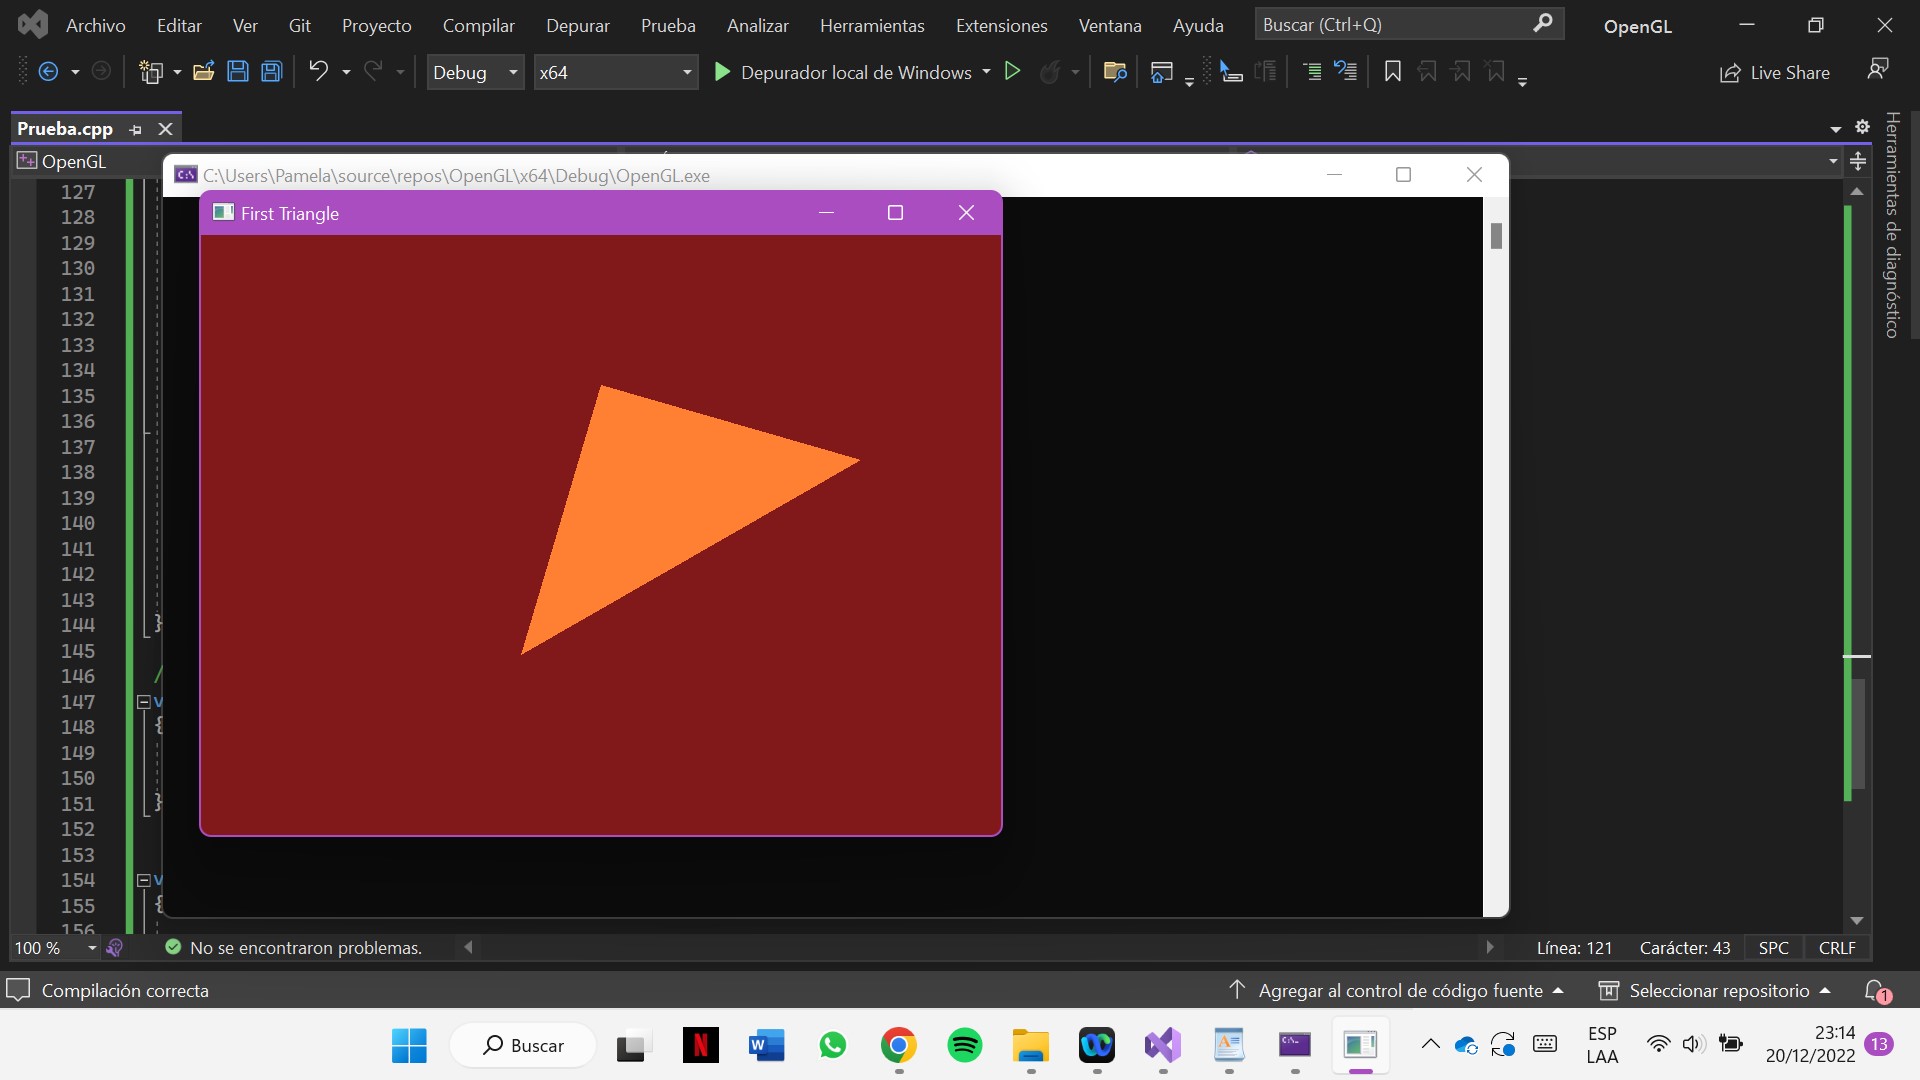 Archivo Editar Ver Git Proyecto Compilar Depurar Prueba Analizar Herramientas Extensiones Ventana Ayuda Buscar (Ctrl+Q) OpenGL
Debug x64 Depurador local de Windows Live Share
Prueba.cpp
OpenGL
C:\Users\Pamela\source\repos\OpenGL\x64\Debug\OpenGL.exe
First Triangle
Herramientas de diagnóstico
127
128
129
130
131
132
133
134
135
136
137
138
139
140
141
142
143
144 }
145
146 /
147 v
148 {
149
150
151 }
152
153
154 v
155 {
156
100 % No se encontraron problemas. Línea: 121 Carácter: 43 SPC CRLF
Compilación correcta Agregar al control de código fuente Seleccionar repositorio 1
Buscar
ESP
LAA
23:14
20/12/2022
13